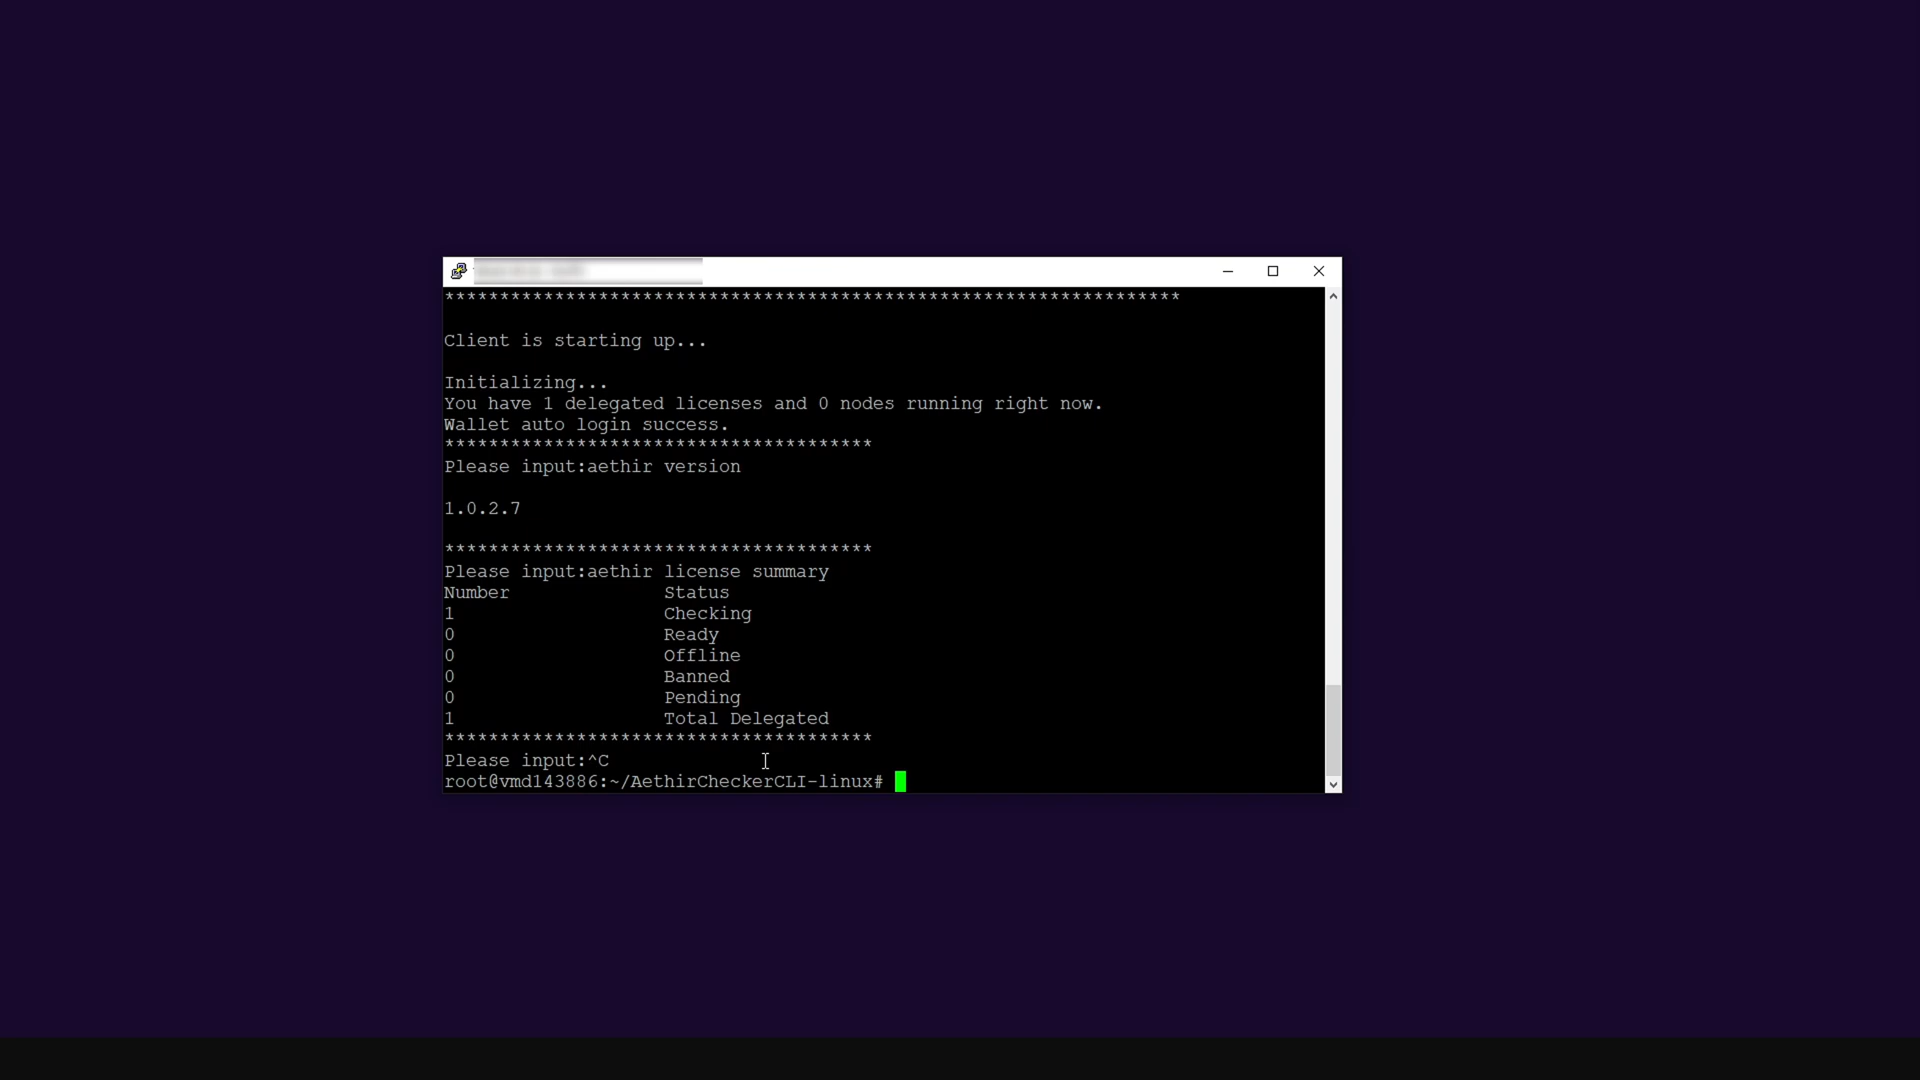 *******************************************************************
Client is starting up...
Initializing...
You have 1 delegated licenses and 0 nodes running right now.
Wallet auto login success.
***************************************
Please input:aethir version
1.0.2.7
***************************************
Please input:aethir license summary
Number Status
1 Checking
0 Ready
0 Offline
0 Banned
0 Pending
1 Total Delegated
***************************************
Please input:^C
root@vmd143886:~/AethirCheckerCLI-linux#